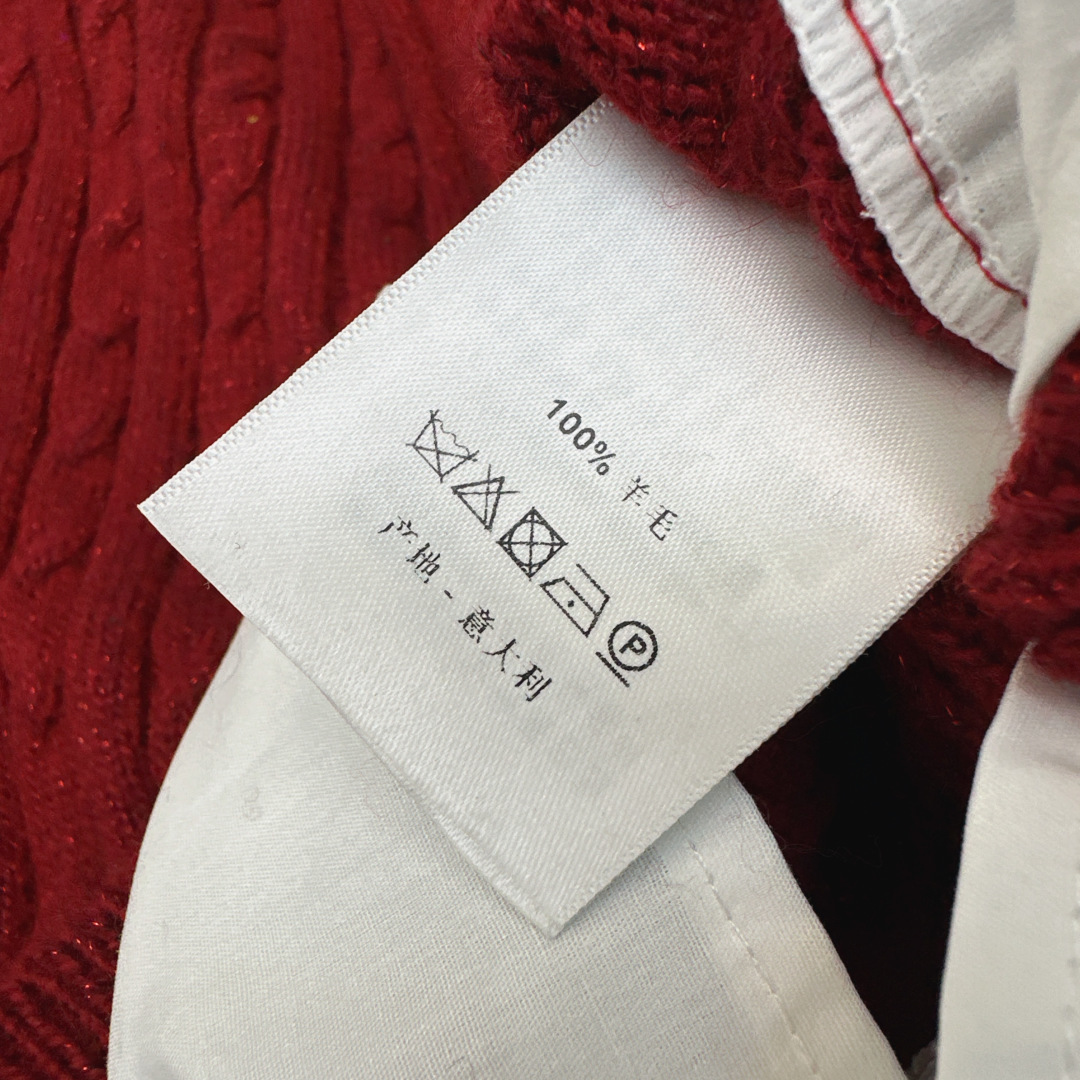 100% 羊毛
P
产地 - 意大利